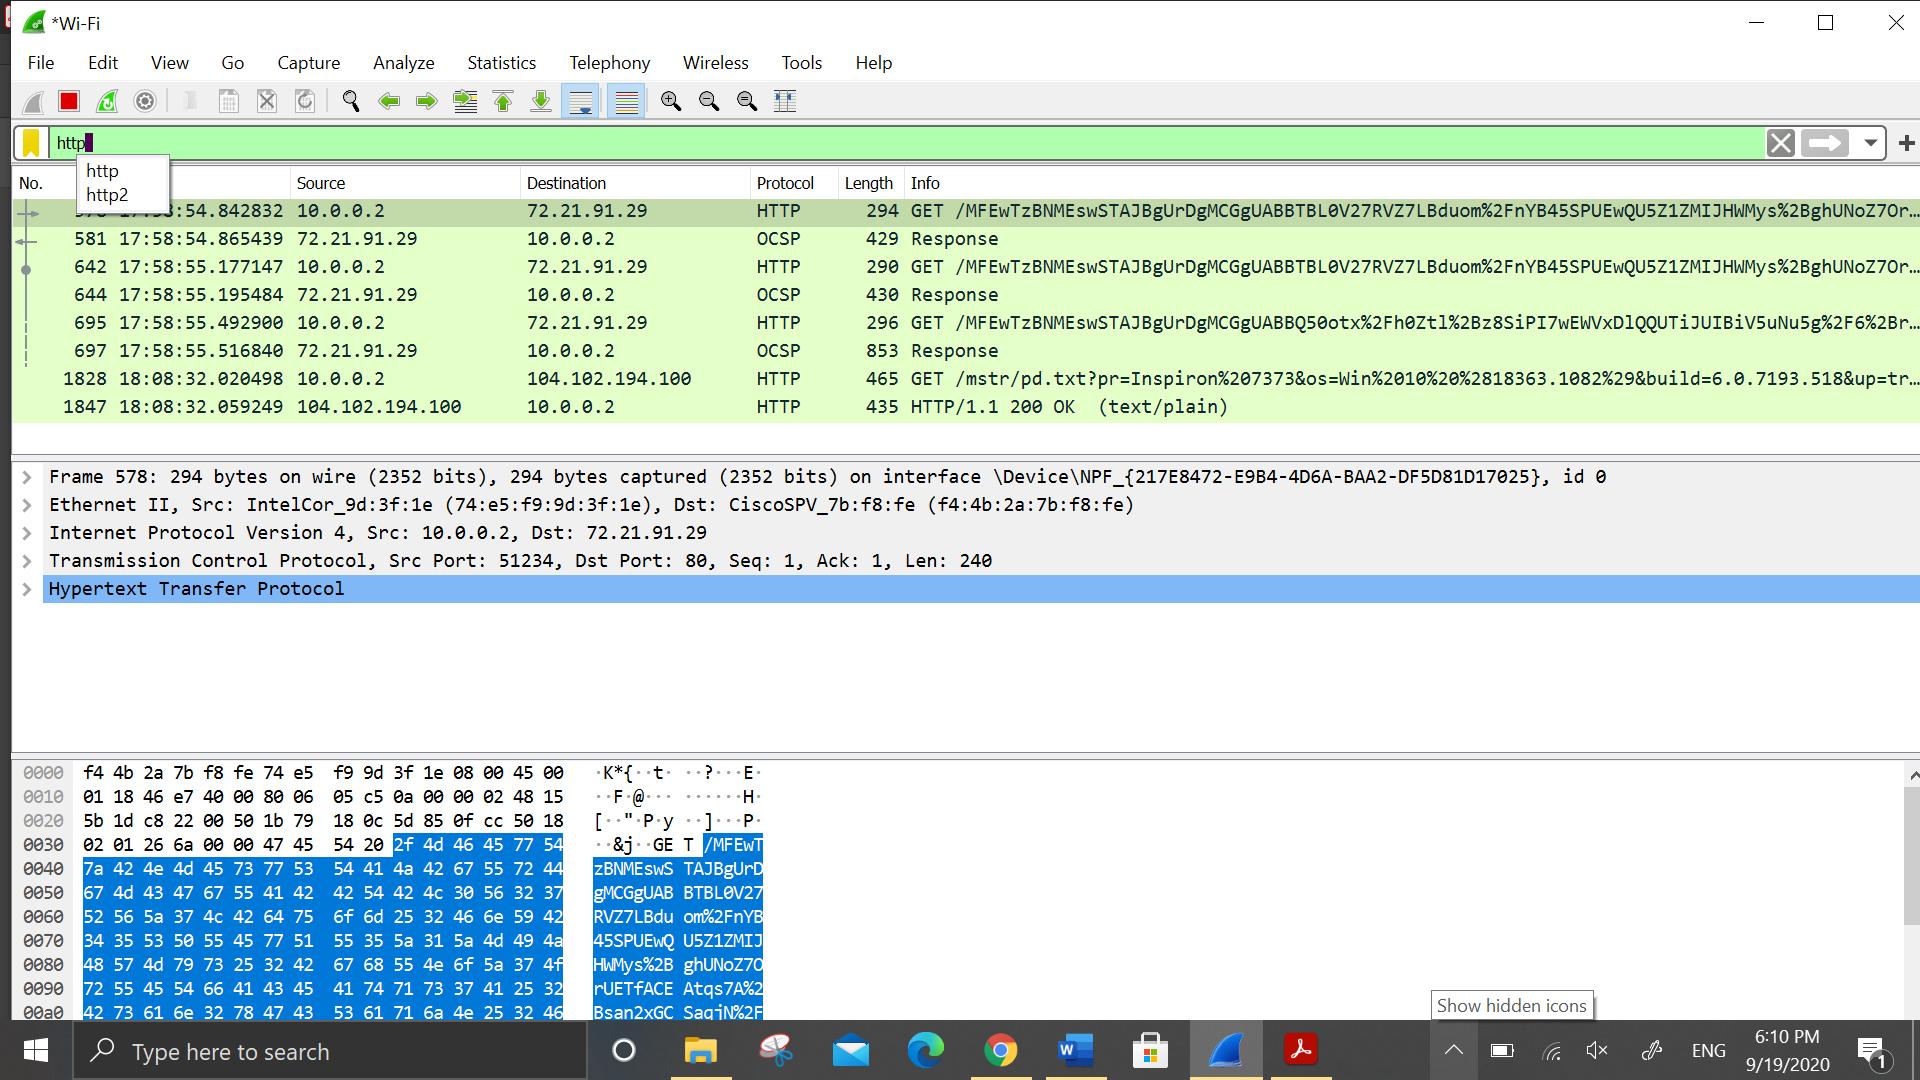 *Wi-Fi
File Edit View Go Capture Analyze Statistics Telephony Wireless Tools Help
http
http
http2
No. Source Destination Protocol Length Info
17:58:54.842832 10.0.0.2 72.21.91.29 HTTP 294 GET /MFEwTzBNMEswSTAJBgUrDgMCGgUABBTBL0V27RVZ7LBduom%2FnYB45SPUEwQU5Z1ZMIJHWMys%2BghUNoZ7Or…
581 17:58:54.865439 72.21.91.29 10.0.0.2 OCSP 429 Response
642 17:58:55.177147 10.0.0.2 72.21.91.29 HTTP 290 GET /MFEwTzBNMEswSTAJBgUrDgMCGgUABBTBL0V27RVZ7LBduom%2FnYB45SPUEwQU5Z1ZMIJHWMys%2BghUNoZ7Or…
644 17:58:55.195484 72.21.91.29 10.0.0.2 OCSP 430 Response
695 17:58:55.492900 10.0.0.2 72.21.91.29 HTTP 296 GET /MFEwTzBNMEswSTAJBgUrDgMCGgUABBQ50otx%2Fh0Ztl%2Bz8SiPI7wEWVxDlQQUTiJUIBiV5uNu5g%2F6%2Br…
697 17:58:55.516840 72.21.91.29 10.0.0.2 OCSP 853 Response
1828 18:08:32.020498 10.0.0.2 104.102.194.100 HTTP 465 GET /mstr/pd.txt?pr=Inspiron%207373&os=Win%2010%20%2818363.1082%29&build=6.0.7193.518&up=tr…
1847 18:08:32.059249 104.102.194.100 10.0.0.2 HTTP 435 HTTP/1.1 200 OK (text/plain)
Frame 578: 294 bytes on wire (2352 bits), 294 bytes captured (2352 bits) on interface \Device\NPF_{217E8472-E9B4-4D6A-BAA2-DF5D81D17025}, id 0
Ethernet II, Src: IntelCor_9d:3f:1e (74:e5:f9:9d:3f:1e), Dst: CiscoSPV_7b:f8:fe (f4:4b:2a:7b:f8:fe)
Internet Protocol Version 4, Src: 10.0.0.2, Dst: 72.21.91.29
Transmission Control Protocol, Src Port: 51234, Dst Port: 80, Seq: 1, Ack: 1, Len: 240
Hypertext Transfer Protocol
0000 f4 4b 2a 7b f8 fe 74 e5 f9 9d 3f 1e 08 00 45 00 ·K*{··t· ··?···E·
0010 01 18 46 e7 40 00 80 06 05 c5 0a 00 00 02 48 15 ··F·@··· ······H·
0020 5b 1d c8 22 00 50 1b 79 18 0c 5d 85 0f cc 50 18 [··"·P·y ··]···P·
0030 02 01 26 6a 00 00 47 45 54 20 2f 4d 46 45 77 54 ··&j··GE T /MFEwT
0040 7a 42 4e 4d 45 73 77 53 54 41 4a 42 67 55 72 44 zBNMEswS TAJBgUrD
0050 67 4d 43 47 67 55 41 42 42 54 42 4c 30 56 32 37 gMCGgUAB BTBL0V27
0060 52 56 5a 37 4c 42 64 75 6f 6d 25 32 46 6e 59 42 RVZ7LBdu om%2FnYB
0070 34 35 53 50 55 45 77 51 55 35 5a 31 5a 4d 49 4a 45SPUEwQ U5Z1ZMIJ
0080 48 57 4d 79 73 25 32 42 67 68 55 4e 6f 5a 37 4f HWMys%2B ghUNoZ7O
0090 72 55 45 54 66 41 43 45 41 74 71 73 37 41 25 32 rUETfACE Atqs7A%2
00a0 42 73 61 6e 32 78 47 43 53 61 71 6a 4e 25 32 46 Bsan2xGC SaqjN%2F
Show hidden icons
Type here to search
ENG
6:10 PM
9/19/2020
1